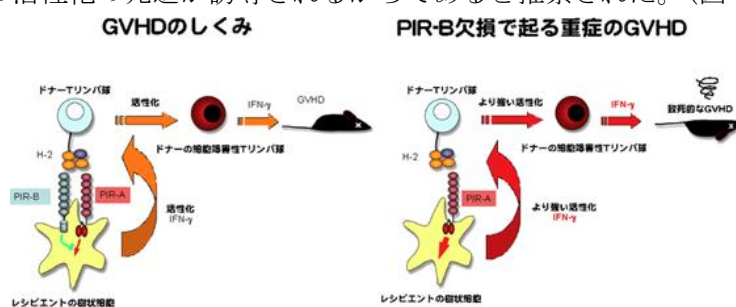 GVHDのしくみ
ドナーTリンパ球
活性化
IFN-γ
GVHD
ドナーの細胞障害性Tリンパ球
H-2
PIR-B
PIR-A
活性化
IFN-γ
レシピエントの樹状細胞
PIR-B欠損で起る重症のGVHD
ドナーTリンパ球
より強い活性化
IFN-γ
致死的なGVHD
ドナーの細胞障害性Tリンパ球
H-2
PIR-A
より強い活性化
IFN-γ
レシピエントの樹状細胞